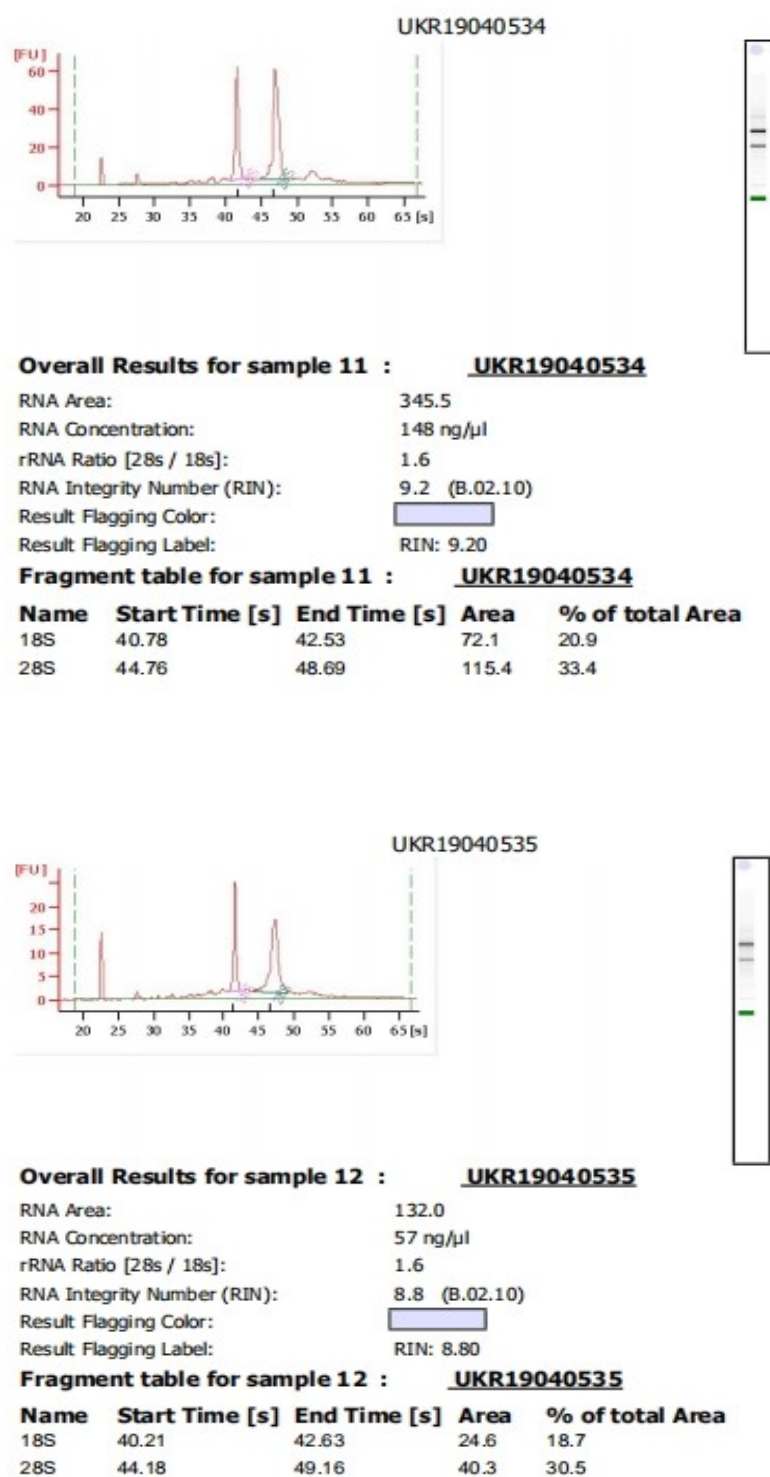 UKR19040534
[FU]
60
40
20
0
20 25 30 35 40 45 50 55 60 65 [s]
Overall Results for sample 11 : UKR19040534
RNA Area: 345.5
RNA Concentration: 148 ng/µl
rRNA Ratio [28s / 18s]: 1.6
RNA Integrity Number (RIN): 9.2 (B.02.10)
Result Flagging Color:
Result Flagging Label: RIN: 9.20
Fragment table for sample 11 : UKR19040534
Name Start Time [s] End Time [s] Area % of total Area
18S 40.78 42.53 72.1 20.9
28S 44.76 48.69 115.4 33.4
UKR19040535
[FU]
20
15
10
5
0
20 25 30 35 40 45 50 55 60 65 [s]
Overall Results for sample 12 : UKR19040535
RNA Area: 132.0
RNA Concentration: 57 ng/µl
rRNA Ratio [28s / 18s]: 1.6
RNA Integrity Number (RIN): 8.8 (B.02.10)
Result Flagging Color:
Result Flagging Label: RIN: 8.80
Fragment table for sample 12 : UKR19040535
Name Start Time [s] End Time [s] Area % of total Area
18S 40.21 42.63 24.6 18.7
28S 44.18 49.16 40.3 30.5